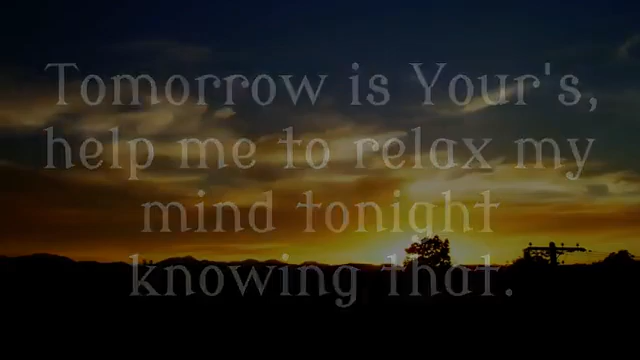 Tomorrow is Your's,
help me to relax my
mind tonight
knowing that.